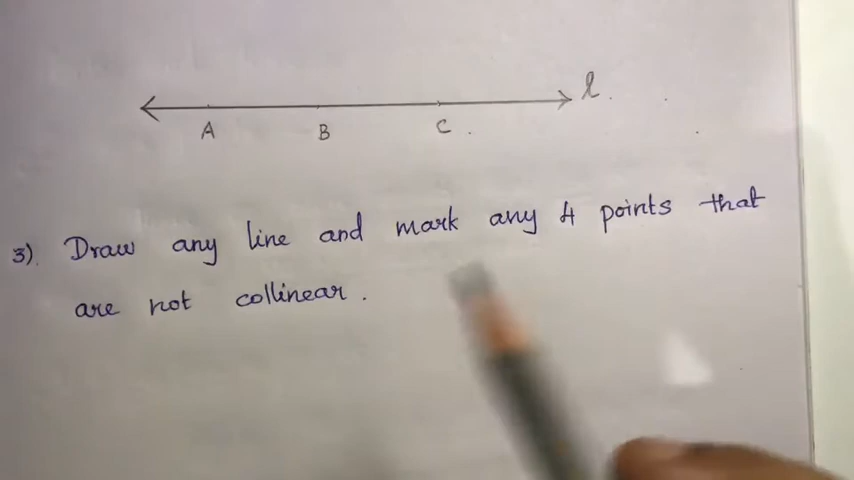 l.
A B C .
3). Draw any line and mark any 4 points that
are not collinear.